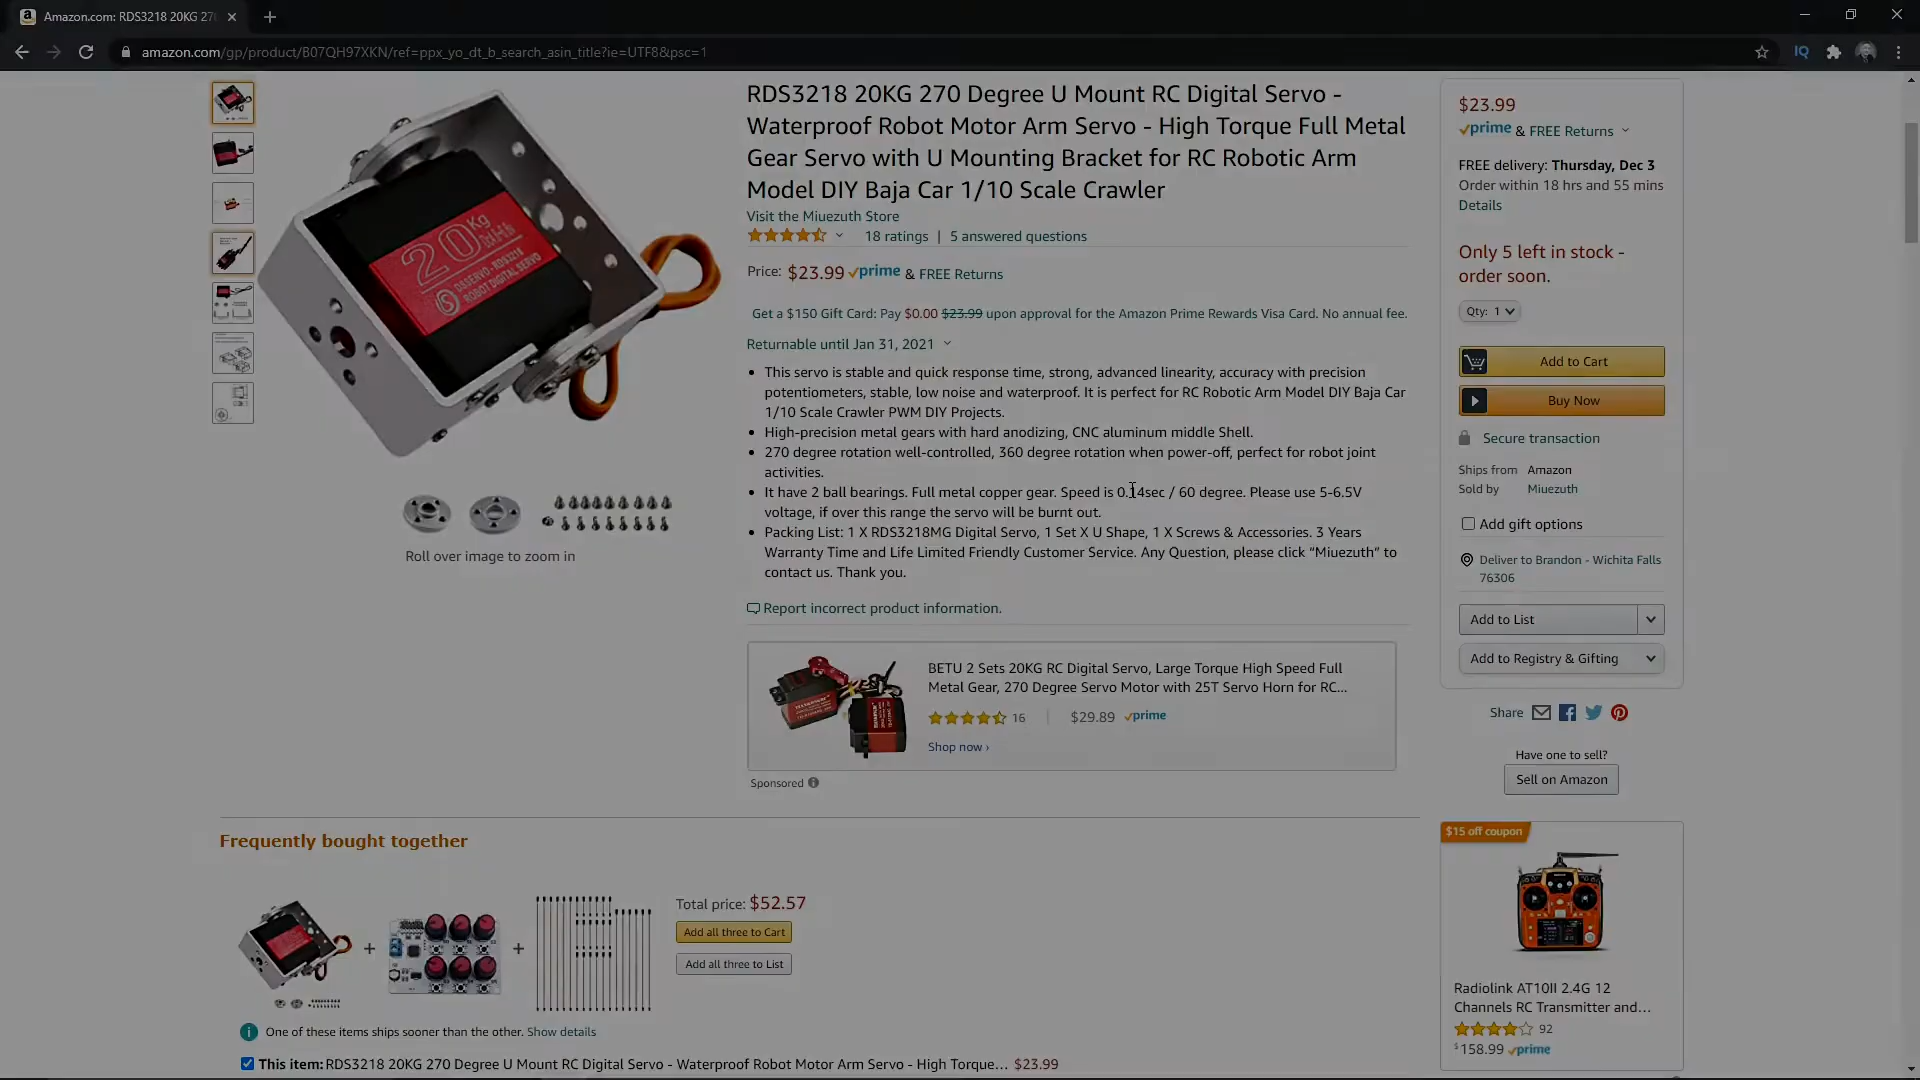 Amazon.com: RDS3218 20KG 270
amazon.com/gp/product/B07QH97XKN/ref=ppx_yo_dt_b_search_asin_title?ie=UTF8&psc=1
IQ
20Kg
DSSERVO-RDS3218
ROBOT DIGITAL SERVO
Roll over image to zoom in
RDS3218 20KG 270 Degree U Mount RC Digital Servo -
Waterproof Robot Motor Arm Servo - High Torque Full Metal
Gear Servo with U Mounting Bracket for RC Robotic Arm
Model DIY Baja Car 1/10 Scale Crawler
Visit the Miuezuth Store
18 ratings | 5 answered questions
Price: $23.99 prime & FREE Returns
Get a $150 Gift Card: Pay $0.00 $23.99 upon approval for the Amazon Prime Rewards Visa Card. No annual fee.
Returnable until Jan 31, 2021
• This servo is stable and quick response time, strong, advanced linearity, accuracy with precision
potentiometers, stable, low noise and waterproof. It is perfect for RC Robotic Arm Model DIY Baja Car
1/10 Scale Crawler PWM DIY Projects.
• High-precision metal gears with hard anodizing, CNC aluminum middle Shell.
• 270 degree rotation well-controlled, 360 degree rotation when power-off, perfect for robot joint
activities.
• It have 2 ball bearings. Full metal copper gear. Speed is 0.14sec / 60 degree. Please use 5-6.5V
voltage, if over this range the servo will be burnt out.
• Packing List: 1 X RDS3218MG Digital Servo, 1 Set X U Shape, 1 X Screws & Accessories. 3 Years
Warranty Time and Life Limited Friendly Customer Service. Any Question, please click “Miuezuth” to
contact us. Thank you.
Report incorrect product information.
BETU 2 Sets 20KG RC Digital Servo, Large Torque High Speed Full
Metal Gear, 270 Degree Servo Motor with 25T Servo Horn for RC...
16 | $29.89 prime
Shop now ›
Sponsored
$23.99
prime & FREE Returns
FREE delivery: Thursday, Dec 3
Order within 18 hrs and 55 mins
Details
Only 5 left in stock -
order soon.
Qty: 1
Add to Cart
Buy Now
Secure transaction
Ships from Amazon
Sold by Miuezuth
Add gift options
Deliver to Brandon - Wichita Falls
76306
Add to List
Add to Registry & Gifting
Share
Have one to sell?
Sell on Amazon
$15 off coupon
Radiolink AT10II 2.4G 12
Channels RC Transmitter and...
92
$158.99 prime
Frequently bought together
+ +
Total price: $52.57
Add all three to Cart
Add all three to List
One of these items ships sooner than the other. Show details
This item: RDS3218 20KG 270 Degree U Mount RC Digital Servo - Waterproof Robot Motor Arm Servo - High Torque... $23.99